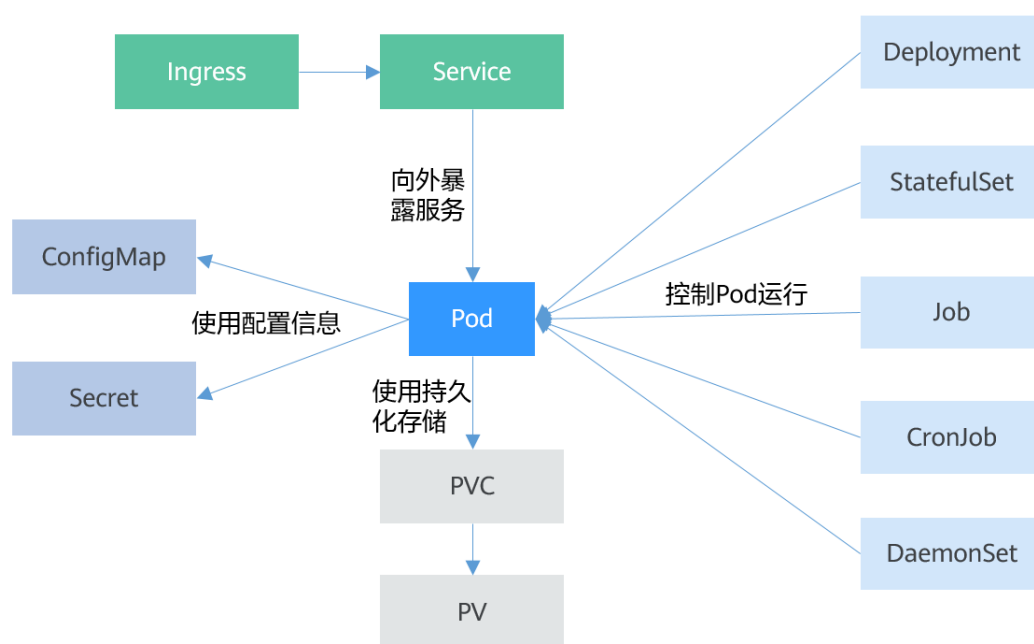 Ingress
Service
Deployment
向外暴
露服务
StatefulSet
ConfigMap
使用配置信息
Pod
控制Pod运行
Job
Secret
使用持久
化存储
CronJob
PVC
DaemonSet
PV